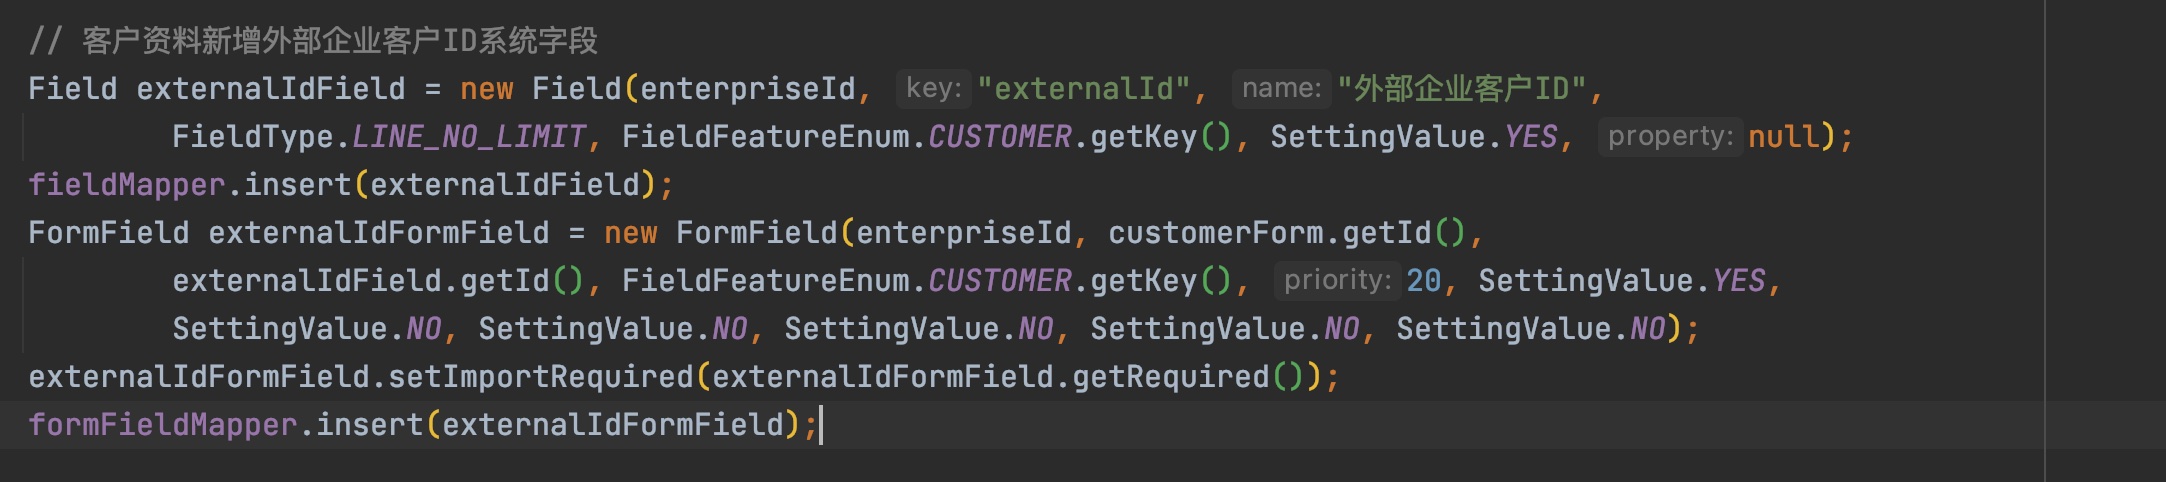 // 客户资料新增外部企业客户ID系统字段
Field externalIdField = new Field(enterpriseId, key: "externalId", name: "外部企业客户ID",
FieldType.LINE_NO_LIMIT, FieldFeatureEnum.CUSTOMER.getKey(), SettingValue.YES, property: null);
fieldMapper.insert(externalIdField);
FormField externalIdFormField = new FormField(enterpriseId, customerForm.getId(),
externalIdField.getId(), FieldFeatureEnum.CUSTOMER.getKey(), priority: 20, SettingValue.YES,
SettingValue.NO, SettingValue.NO, SettingValue.NO, SettingValue.NO, SettingValue.NO);
externalIdFormField.setImportRequired(externalIdFormField.getRequired());
formFieldMapper.insert(externalIdFormField);